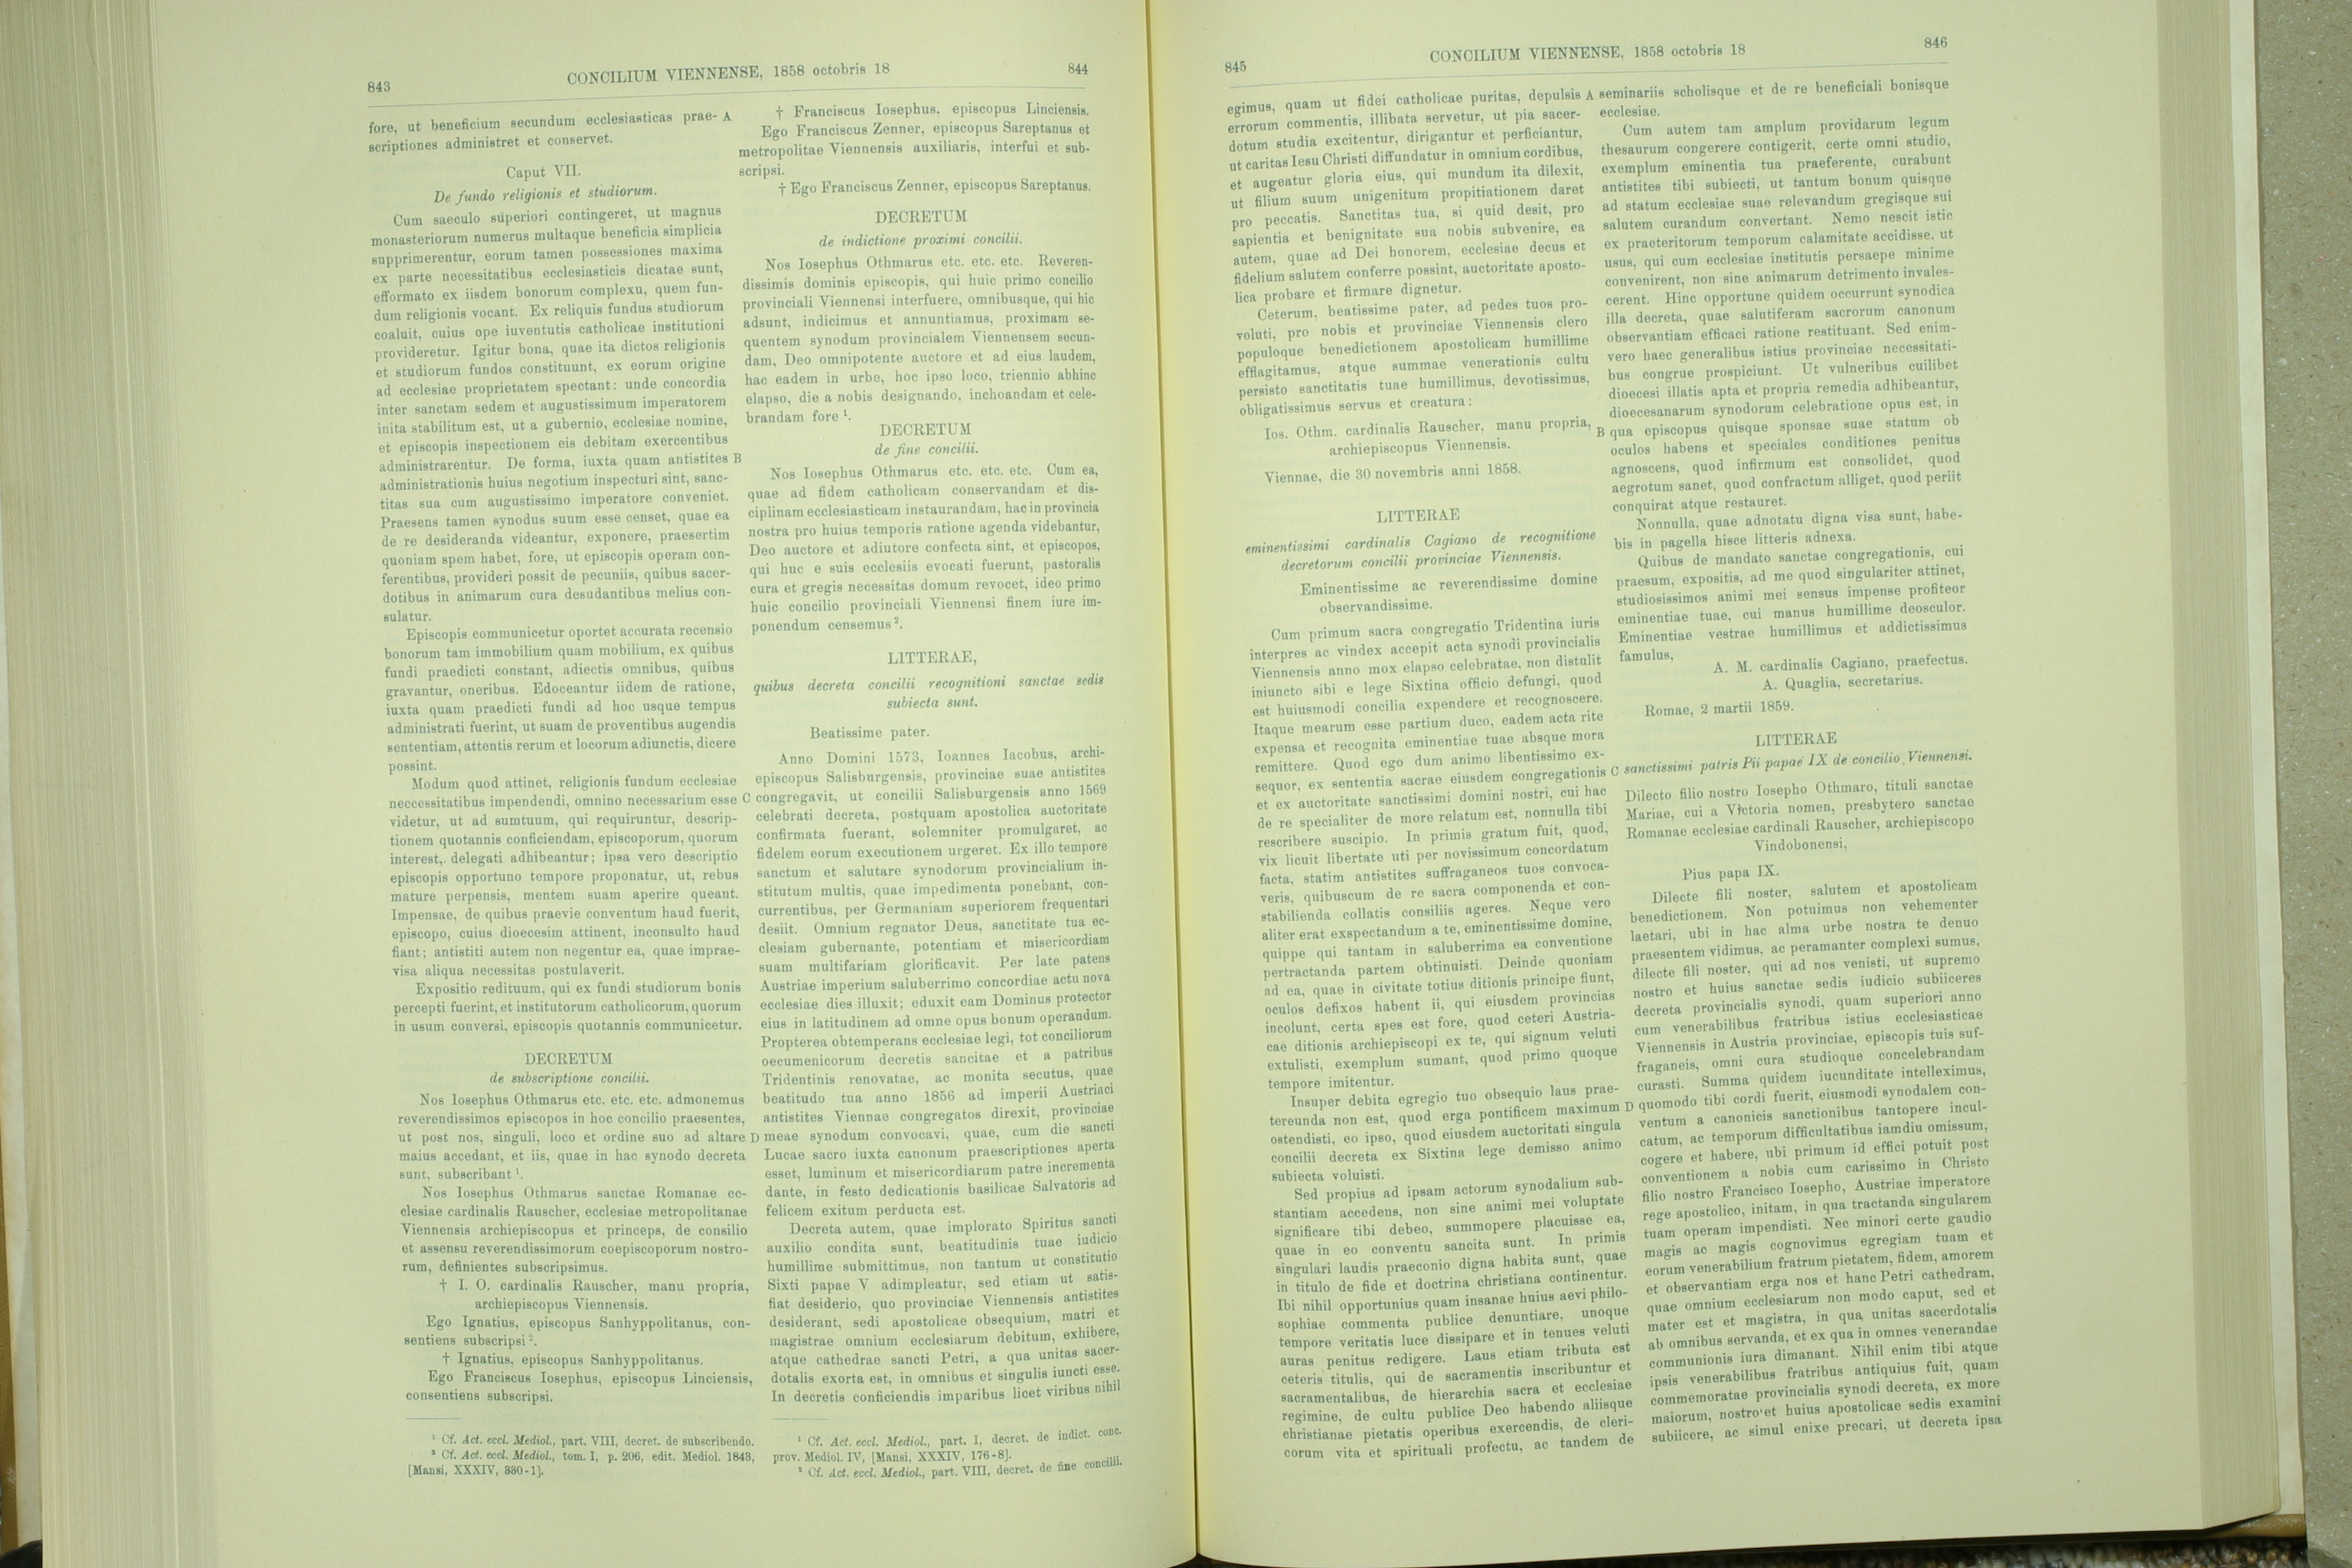 843
CONCILIUM VIENNENSE, 1858 octobris 18
844
fore, ut beneficium secundum ecclesiasticas prae-
scriptiones administret et conservet.
Caput VII.
De fundo religionis et studiorum.
Cum saeculo superiori contingeret, ut magnus
monasteriorum numerus multaque beneficia simplicia
supprimerentur, eorum tamen possessiones maxima
ex parte necessitatibus ecclesiasticis dicatae sunt,
efformato ex iisdem bonorum complexu, quem fun-
dum religionis vocant. Ex reliquis fundus studiorum
coaluit, cuius ope iuventutis catholicae institutioni
provideretur. Igitur bona, quae ita dictos religionis
et studiorum fundos constituunt, ex eorum origine
ad ecclesiae proprietatem spectant: unde concordia
inter sanctam sedem et augustissimum imperatorem
inita stabilitum est, ut a gubernio, ecclesiae nomine,
et episcopis inspectionem eis debitam exercentibus
administrarentur. De forma, iuxta quam antistites
administrationis huius negotium inspecturi sint, sanc-
titas sua cum augustissimo imperatore conveniet.
Praesens tamen synodus suum esse censet, quae ea
de re desideranda videantur, exponere, praesertim
quoniam spem habet, fore, ut episcopis operam con-
ferentibus, provideri possit de pecuniis, quibus sacer-
dotibus in animarum cura desudantibus melius con-
sulatur.
Episcopis communicetur oportet accurata recensio
bonorum tam immobilium quam mobilium, ex quibus
fundi praedicti constant, adiectis omnibus, quibus
gravantur, oneribus. Edoceantur iidem de ratione,
iuxta quam praedicti fundi ad hoc usque tempus
administrati fuerint, ut suam de proventibus augendis
sententiam, attentis rerum et locorum adiunctis, dicere
possint.
Modum quod attinet, religionis fundum ecclesiae
neccessitatibus impendendi, omnino necessarium esse
videtur, ut ad sumtuum, qui requiruntur, descrip-
tionem quotannis conficiendam, episcoporum, quorum
interest, delegati adhibeantur; ipsa vero descriptio
episcopis opportuno tempore proponatur, ut, rebus
mature perpensis, mentem suam aperire queant.
Impensae, de quibus praevie conventum haud fuerit,
episcopo, cuius dioecesim attinent, inconsulto haud
fiant; antistiti autem non negentur ea, quae imprae-
visa aliqua necessitas postulaverit.
Expositio redituum, qui ex fundi studiorum bonis
percepti fuerint, et institutorum catholicorum, quorum
in usum conversi, episcopis quotannis communicetur.
DECRETUM
de subscriptione concilii.
Nos Iosephus Othmarus etc. etc. etc. admonemus
reverendissimos episcopos in hoc concilio praesentes,
ut post nos, singuli, loco et ordine suo ad altare
maius accedant, et iis, quae in hac synodo decreta
sunt, subscribant ¹.
Nos Iosephus Othmarus sanctae Romanae ec-
clesiae cardinalis Rauscher, ecclesiae metropolitanae
Viennensis archiepiscopus et princeps, de consilio
et assensu reverendissimorum coepiscoporum nostro-
rum, definientes subscripsimus.
† I. O. cardinalis Rauscher, manu propria,
archiepiscopus Viennensis.
Ego Ignatius, episcopus Sanhyppolitanus, con-
sentiens subscripsi ².
† Ignatius, episcopus Sanhyppolitanus.
Ego Franciscus Iosephus, episcopus Linciensis,
consentiens subscripsi.
¹ Cf. Act. eccl. Mediol., part. VIII, decret. de subscribendo.
² Cf. Act. eccl. Mediol., tom. I, p. 206, edit. Mediol. 1843,
[Mansi, XXXIV, 330-1].
A
B
C
D
† Franciscus Iosephus, episcopus Linciensis.
Ego Franciscus Zenner, episcopus Sareptanus et
metropolitae Viennensis auxiliaris, interfui et sub-
scripsi.
† Ego Franciscus Zenner, episcopus Sareptanus.
DECRETUM
de indictione proximi concilii.
Nos Iosephus Othmarus etc. etc. etc. Reveren-
dissimis dominis episcopis, qui huic primo concilio
provinciali Viennensi interfuere, omnibusque, qui hic
adsunt, indicimus et annuntiamus, proximam se-
quentem synodum provincialem Viennensem secun-
dam, Deo omnipotente auctore et ad eius laudem,
hac eadem in urbe, hoc ipso loco, triennio abhinc
elapso, die a nobis designando, inchoandam et cele-
brandam fore ¹.
DECRETUM
de fine concilii.
Nos Iosephus Othmarus etc. etc. etc. Cum ea,
quae ad fidem catholicam conservandam et dis-
ciplinam ecclesiasticam instaurandam, hac in provincia
nostra pro huius temporis ratione agenda videbantur,
Deo auctore et adiutore confecta sint, et episcopos,
qui huc e suis ecclesiis evocati fuerunt, pastoralis
cura et gregis necessitas domum revocet, ideo primo
huic concilio provinciali Viennensi finem iure im-
ponendum censemus ².
LITTERAE,
quibus decreta concilii recognitioni sanctae sedis
subiecta sunt.
Beatissime pater.
Anno Domini 1573, Ioannes Iacobus, archi-
episcopus Salisburgensis, provinciae suae antistites
congregavit, ut concilii Salisburgensis anno 1569
celebrati decreta, postquam apostolica auctoritate
confirmata fuerant, solemniter promulgaret, ac
fidelem eorum executionem urgeret. Ex illo tempore
sanctum et salutare synodorum provincialium in-
stitutum multis, quae impedimenta ponebant, con-
currentibus, per Germaniam superiorem frequentari
desiit. Omnium regnator Deus, sanctitate tua ec-
clesiam gubernante, potentiam et misericordiam
suam multifariam glorificavit. Per late patens
Austriae imperium saluberrimo concordiae actu nova
ecclesiae dies illuxit; eduxit eam Dominus protector
eius in latitudinem ad omne opus bonum operandum.
Propterea obtemperans ecclesiae legi, tot conciliorum
oecumenicorum decretis sancitae et a patribus
Tridentinis renovatae, ac monita secutus, quae
beatitudo tua anno 1856 ad imperii Austriaci
antistites Viennae congregatos direxit, provinciae
meae synodum convocavi, quae, cum die sancti
Lucae sacro iuxta canonum praescriptiones aperta
esset, luminum et misericordiarum patre incrementa
dante, in festo dedicationis basilicae Salvatoris ad
felicem exitum perducta est.
Decreta autem, quae implorato Spiritus sancti
auxilio condita sunt, beatitudinis tuae iudicio
humillime submittimus, non tantum ut constitutio
Sixti papae V adimpleatur, sed etiam ut satis-
fiat desiderio, quo provinciae Viennensis antistites
desiderant, sedi apostolicae obsequium, matri et
magistrae omnium ecclesiarum debitum, exhibere,
atque cathedrae sancti Petri, a qua unitas sacer-
dotalis exorta est, in omnibus et singulis iuncti esse.
In decretis conficiendis imparibus licet viribus nihil
¹ Cf. Act. eccl. Mediol., part. I, decret. de indict. conc.
prov. Mediol. IV, [Mansi, XXXIV, 176-8].
² Cf. Act. eccl. Mediol., part. VIII, decret. de fine concilii.
845
CONCILIUM VIENNENSE, 1858 octobris 18
846
egimus, quam ut fidei catholicae puritas, depulsis
errorum commentis, illibata servetur, ut pia sacer-
dotum studia excitentur, dirigantur et perficiantur,
ut caritas Iesu Christi diffundatur in omnium cordibus,
et augeatur gloria eius, qui mundum ita dilexit,
ut filium suum unigenitum propitiationem daret
pro peccatis. Sanctitas tua, si quid desit, pro
sapientia et benignitate sua nobis subvenire, ea
autem, quae ad Dei honorem, ecclesiae decus et
fidelium salutem conferre possint, auctoritate aposto-
lica probare et firmare dignetur.
Ceterum, beatissime pater, ad pedes tuos pro-
voluti, pro nobis et provinciae Viennensis clero
populoque benedictionem apostolicam humillime
efflagitamus, atque summae venerationis cultu
persisto sanctitatis tuae humillimus, devotissimus,
obligatissimus servus et creatura:
Ios. Othm. cardinalis Rauscher, manu propria,
archiepiscopus Viennensis.
Viennae, die 30 novembris anni 1858.
LITTERAE
eminentissimi cardinalis Cagiano de recognitione
decretorum concilii provinciae Viennensis.
Eminentissime ac reverendissime domine
observandissime.
Cum primum sacra congregatio Tridentina iuris
interpres ac vindex accepit acta synodi provincialis
Viennensis anno mox elapso celebratae, non distulit
iniuncto sibi e lege Sixtina officio defungi, quod
est huiusmodi concilia expendere et recognoscere.
Itaque mearum esse partium duco, eadem acta rite
expensa et recognita eminentiae tuae absque mora
remittere. Quod ego dum animo libentissimo ex-
sequor, ex sententia sacrae eiusdem congregationis
et ex auctoritate sanctissimi domini nostri, cui hac
de re specialiter de more relatum est, nonnulla tibi
rescribere suscipio. In primis gratum fuit, quod,
vix licuit libertate uti per novissimum concordatum
facta, statim antistites suffraganeos tuos convoca-
veris, quibuscum de re sacra componenda et con-
stabilienda collatis consiliis ageres. Neque vero
aliter erat exspectandum a te, eminentissime domine,
quippe qui tantam in saluberrima ea conventione
pertractanda partem obtinuisti. Deinde quoniam
ad ea, quae in civitate totius ditionis principe fiunt,
oculos defixos habent ii, qui eiusdem provincias
incolunt, certa spes est fore, quod ceteri Austria-
cae ditionis archiepiscopi ex te, qui signum veluti
extulisti, exemplum sumant, quod primo quoque
tempore imitentur.
Insuper debita egregio tuo obsequio laus prae-
tereunda non est, quod erga pontificem maximum
ostendisti, eo ipso, quod eiusdem auctoritati singula
concilii decreta ex Sixtina lege demisso animo
subiecta voluisti.
Sed propius ad ipsam actorum synodalium sub-
stantiam accedens, non sine animi mei voluptate
significare tibi debeo, summopere placuisse ea,
quae in eo conventu sancita sunt. In primis
singulari laudis praeconio digna habita sunt, quae
in titulo de fide et doctrina christiana continentur.
Ibi nihil opportunius quam insanae huius aevi philo-
sophiae commenta publice denuntiare, unoque
tempore veritatis luce dissipare et in tenues veluti
auras penitus redigere. Laus etiam tributa est
ceteris titulis, qui de sacramentis inscribuntur et
sacramentalibus, de hierarchia sacra et ecclesiae
regimine, de cultu publice Deo habendo aliisque
christianae pietatis operibus exercendis, de cleri-
corum vita et spirituali profectu, ac tandem de
A
B
C
D
seminariis scholisque et de re beneficiali bonisque
ecclesiae.
Cum autem tam amplum providarum legum
thesaurum congerere contigerit, certe omni studio,
exemplum eminentia tua praeferente, curabunt
antistites tibi subiecti, ut tantum bonum quisque
ad statum ecclesiae suae relevandum gregisque sui
salutem curandum convertant. Nemo nescit istic
ex praeteritorum temporum calamitate accidisse, ut
usus, qui cum ecclesiae institutis persaepe minime
convenirent, non sine animarum detrimento invales-
cerent. Hinc opportune quidem occurrunt synodica
illa decreta, quae salutiferam sacrorum canonum
observantiam efficaci ratione restituant. Sed enim-
vero haec generalibus istius provinciae necessitati-
bus congrue prospiciunt. Ut vulneribus cuilibet
dioecesi illatis apta et propria remedia adhibeantur,
dioecesanarum synodorum celebratione opus est, in
qua episcopus quisque sponsae suae statum ob
oculos habens et speciales conditiones penitus
agnoscens, quod infirmum est consolidet, quod
aegrotum sanet, quod confractum alliget, quod periit
conquirat atque restauret.
Nonnulla, quae adnotatu digna visa sunt, habe-
bis in pagella hisce litteris adnexa.
Quibus de mandato sanctae congregationis, cui
praesum, expositis, ad me quod singulariter attinet,
studiosissimos animi mei sensus impense profiteor
eminentiae tuae, cui manus humillime deosculor.
Eminentiae vestrae humillimus et addictissimus
famulus,
A. M. cardinalis Cagiano, praefectus.
A. Quaglia, secretarius.
Romae, 2 martii 1859.
LITTERAE
sanctissimi patris Pii papae IX de concilio Viennensi.
Dilecto filio nostro Iosepho Othmaro, tituli sanctae
Mariae, cui a Victoria nomen, presbytero sanctae
Romanae ecclesiae cardinali Rauscher, archiepiscopo
Vindobonensi,
Pius papa IX.
Dilecte fili noster, salutem et apostolicam
benedictionem. Non potuimus non vehementer
laetari, ubi in hac alma urbe nostra te denuo
praesentem vidimus, ac peramanter complexi sumus,
dilecte fili noster, qui ad nos venisti, ut supremo
nostro et huius sanctae sedis iudicio subiiceres
decreta provincialis synodi, quam superiori anno
cum venerabilibus fratribus istius ecclesiasticae
Viennensis in Austria provinciae, episcopis tuis suf-
fraganeis, omni cura studioque concelebrandam
curasti. Summa quidem iucunditate intelleximus,
quomodo tibi cordi fuerit, eiusmodi synodalem con-
ventum a canonicis sanctionibus tantopere incul-
catum, ac temporum difficultatibus iamdiu omissum,
cogere et habere, ubi primum id effici potuit post
conventionem a nobis cum carissimo in Christo
filio nostro Francisco Iosepho, Austriae imperatore
rege apostolico, initam, in qua tractanda singularem
tuam operam impendisti. Nec minori certe gaudio
magis ac magis cognovimus egregiam tuam et
eorum venerabilium fratrum pietatem, fidem, amorem
et observantiam erga nos et hanc Petri cathedram,
quae omnium ecclesiarum non modo caput, sed et
mater est et magistra, in qua unitas sacerdotalis
ab omnibus servanda, et ex qua in omnes venerandae
communionis iura dimanant. Nihil enim tibi atque
ipsis venerabilibus fratribus antiquius fuit, quam
commemoratae provincialis synodi decreta, ex more
maiorum, nostro et huius apostolicae sedis examini
subiicere, ac simul enixe precari, ut decreta ipsa